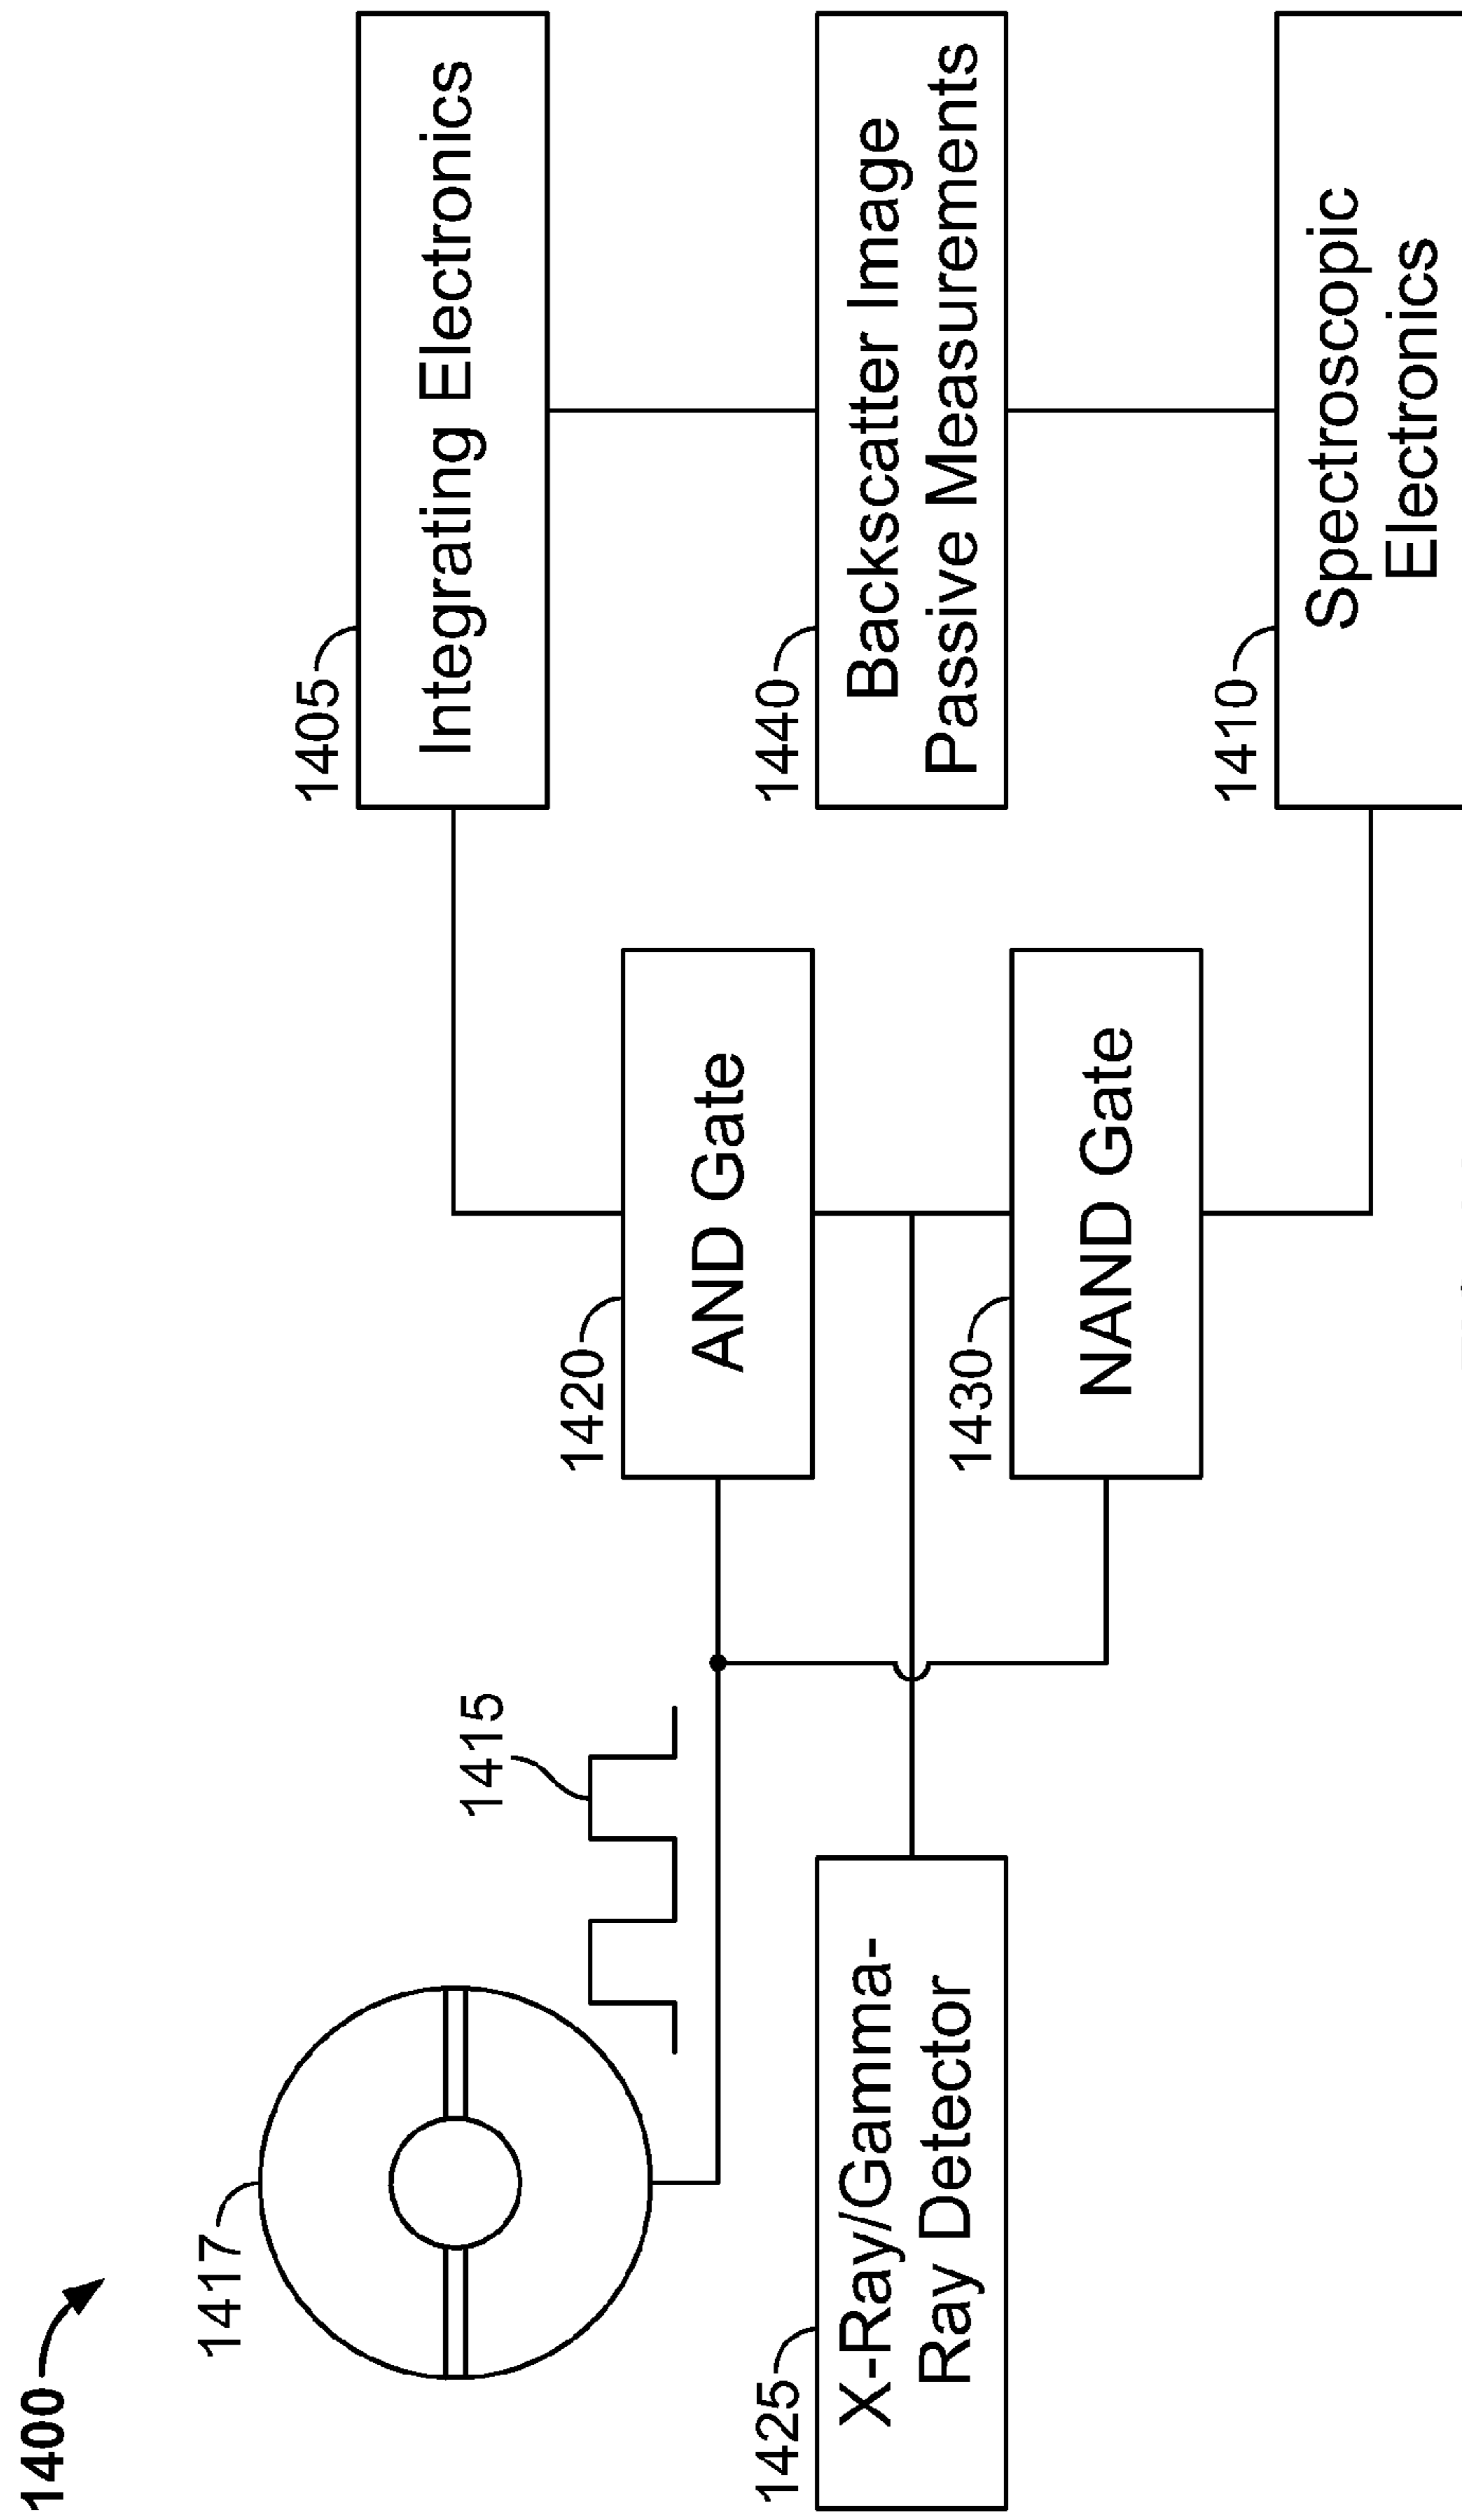 1400
1417
1415
1425
X-Ray/Gamma-
Ray Detector
1420
AND Gate
1430
NAND Gate
1405
Integrating Electronics
1440
Backscatter Image
Passive Measurements
1410
Spectroscopic
Electronics